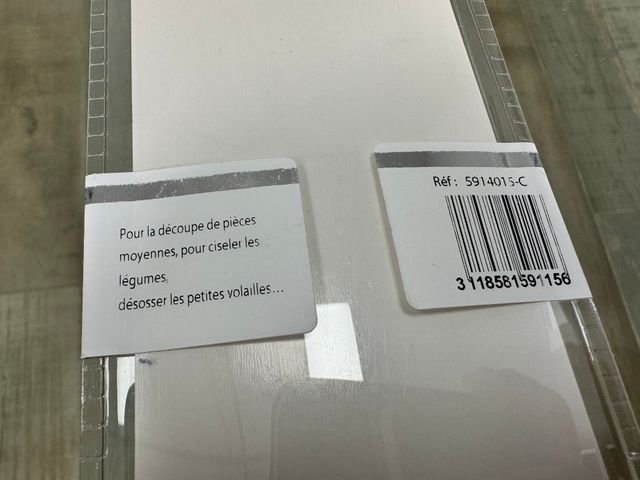 Pour la découpe de pièces
moyennes, pour ciseler les
légumes,
désosser les petites volailles...
Réf : 5914015-C
3118581591156